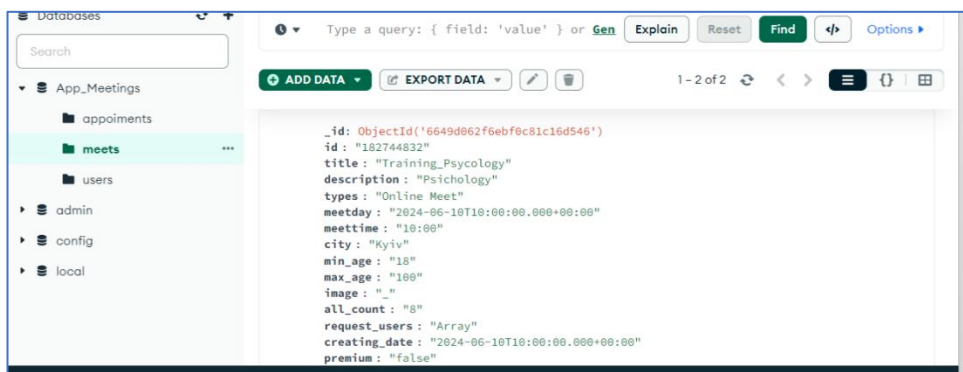 Databases
Search
App_Meetings
appoiments
meets
users
admin
config
local
Type a query: { field: 'value' } or Gen Explain Reset Find </> Options
ADD DATA EXPORT DATA 1 - 2 of 2 {}
_id: ObjectId('6649d062f6ebf0c81c16d546')
id : "182744832"
title : "Training_Psycology"
description : "Psichology"
types : "Online Meet"
meetday : "2024-06-10T10:00:00.000+00:00"
meettime : "10:00"
city : "Kyiv"
min_age : "18"
max_age : "100"
image : "_"
all_count : "8"
request_users : "Array"
creating_date : "2024-06-10T10:00:00.000+00:00"
premium : "false"